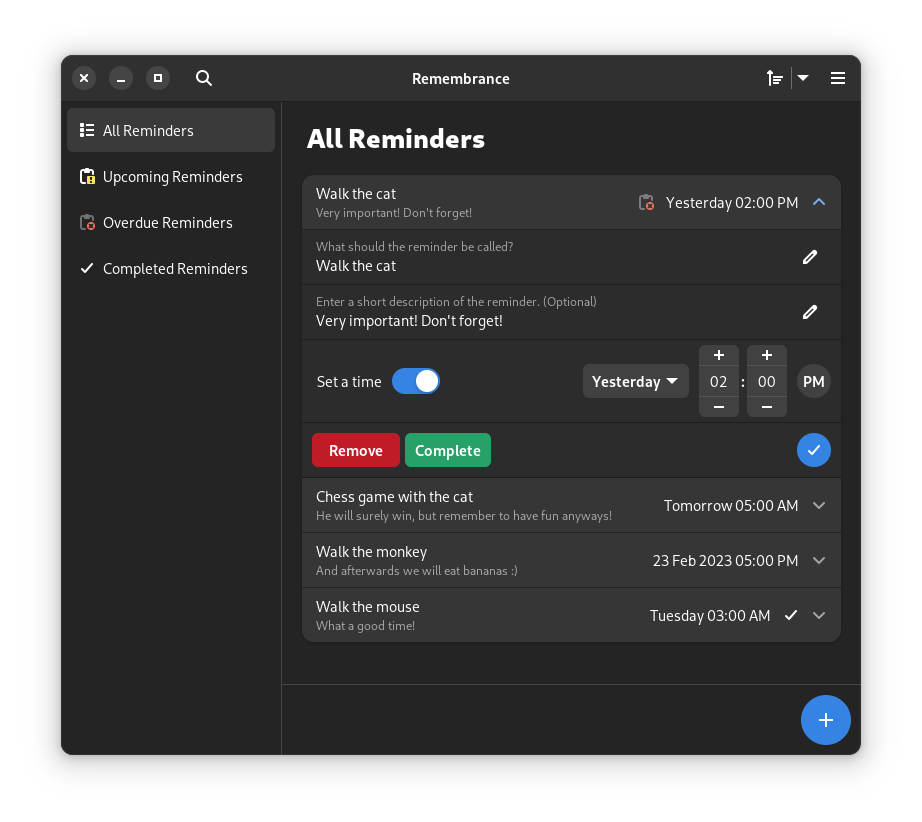 Remembrance
All Reminders
Upcoming Reminders
Overdue Reminders
Completed Reminders
All Reminders
Walk the cat
Very important! Don't forget!
Yesterday 02:00 PM
What should the reminder be called?
Walk the cat
Enter a short description of the reminder. (Optional)
Very important! Don't forget!
Set a time
Yesterday
02 : 00 PM
Remove Complete
Chess game with the cat
He will surely win, but remember to have fun anyways!
Tomorrow 05:00 AM
Walk the monkey
And afterwards we will eat bananas :)
23 Feb 2023 05:00 PM
Walk the mouse
What a good time!
Tuesday 03:00 AM